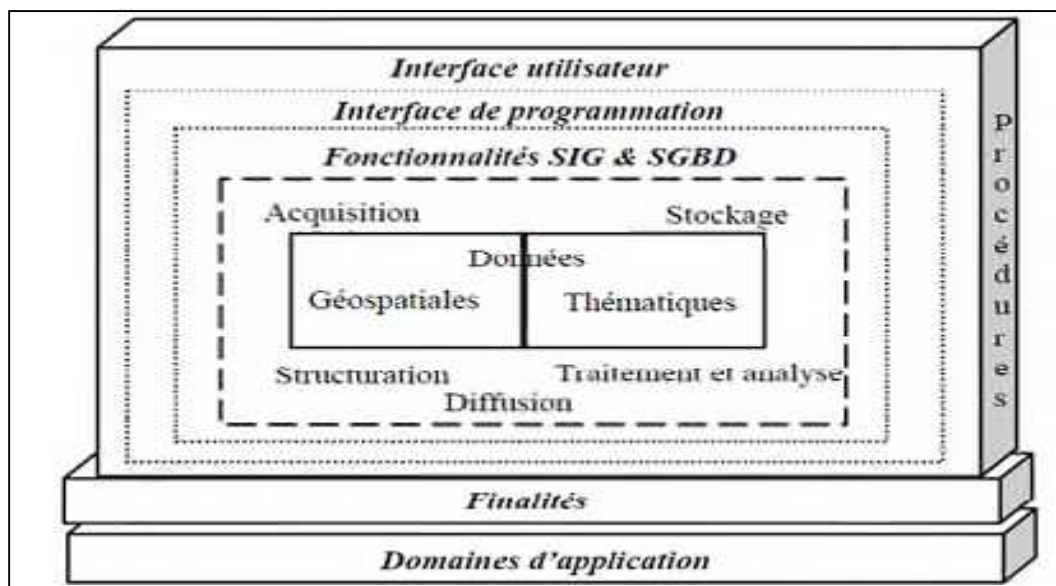 Interface utilisateur
Interface de programmation
Fonctionnalités SIG & SGBD
Acquisition
Stockage
Données
Géospatiales
Thématiques
Structuration
Traitement et analyse
Diffusion
Procédures
Finalités
Domaines d'application